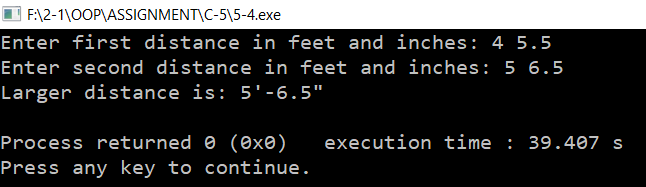 F:\2-1\OOP\ASSIGNMENT\C-5\5-4.exe
Enter first distance in feet and inches: 4 5.5
Enter second distance in feet and inches: 5 6.5
Larger distance is: 5'-6.5"
Process returned 0 (0x0)   execution time : 39.407 s
Press any key to continue.